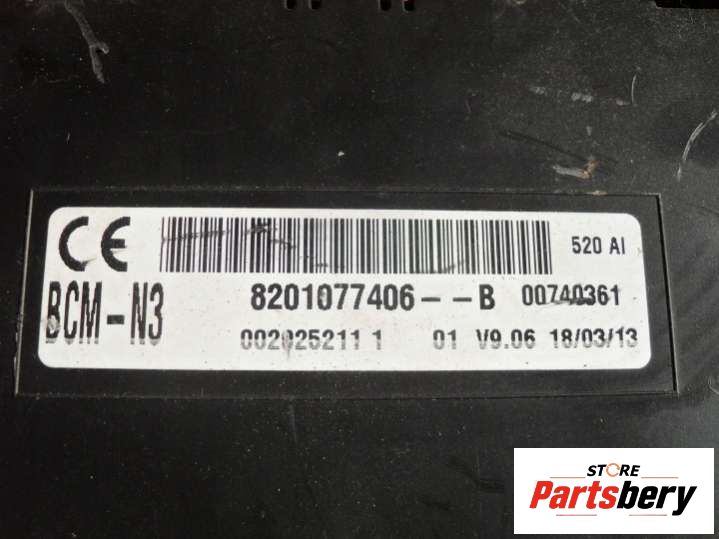 CE 520 AI
BCM-N3 8201077406--B 00740361
002025211 1 01 V9.06 18/03/13
STORE
Partsbery